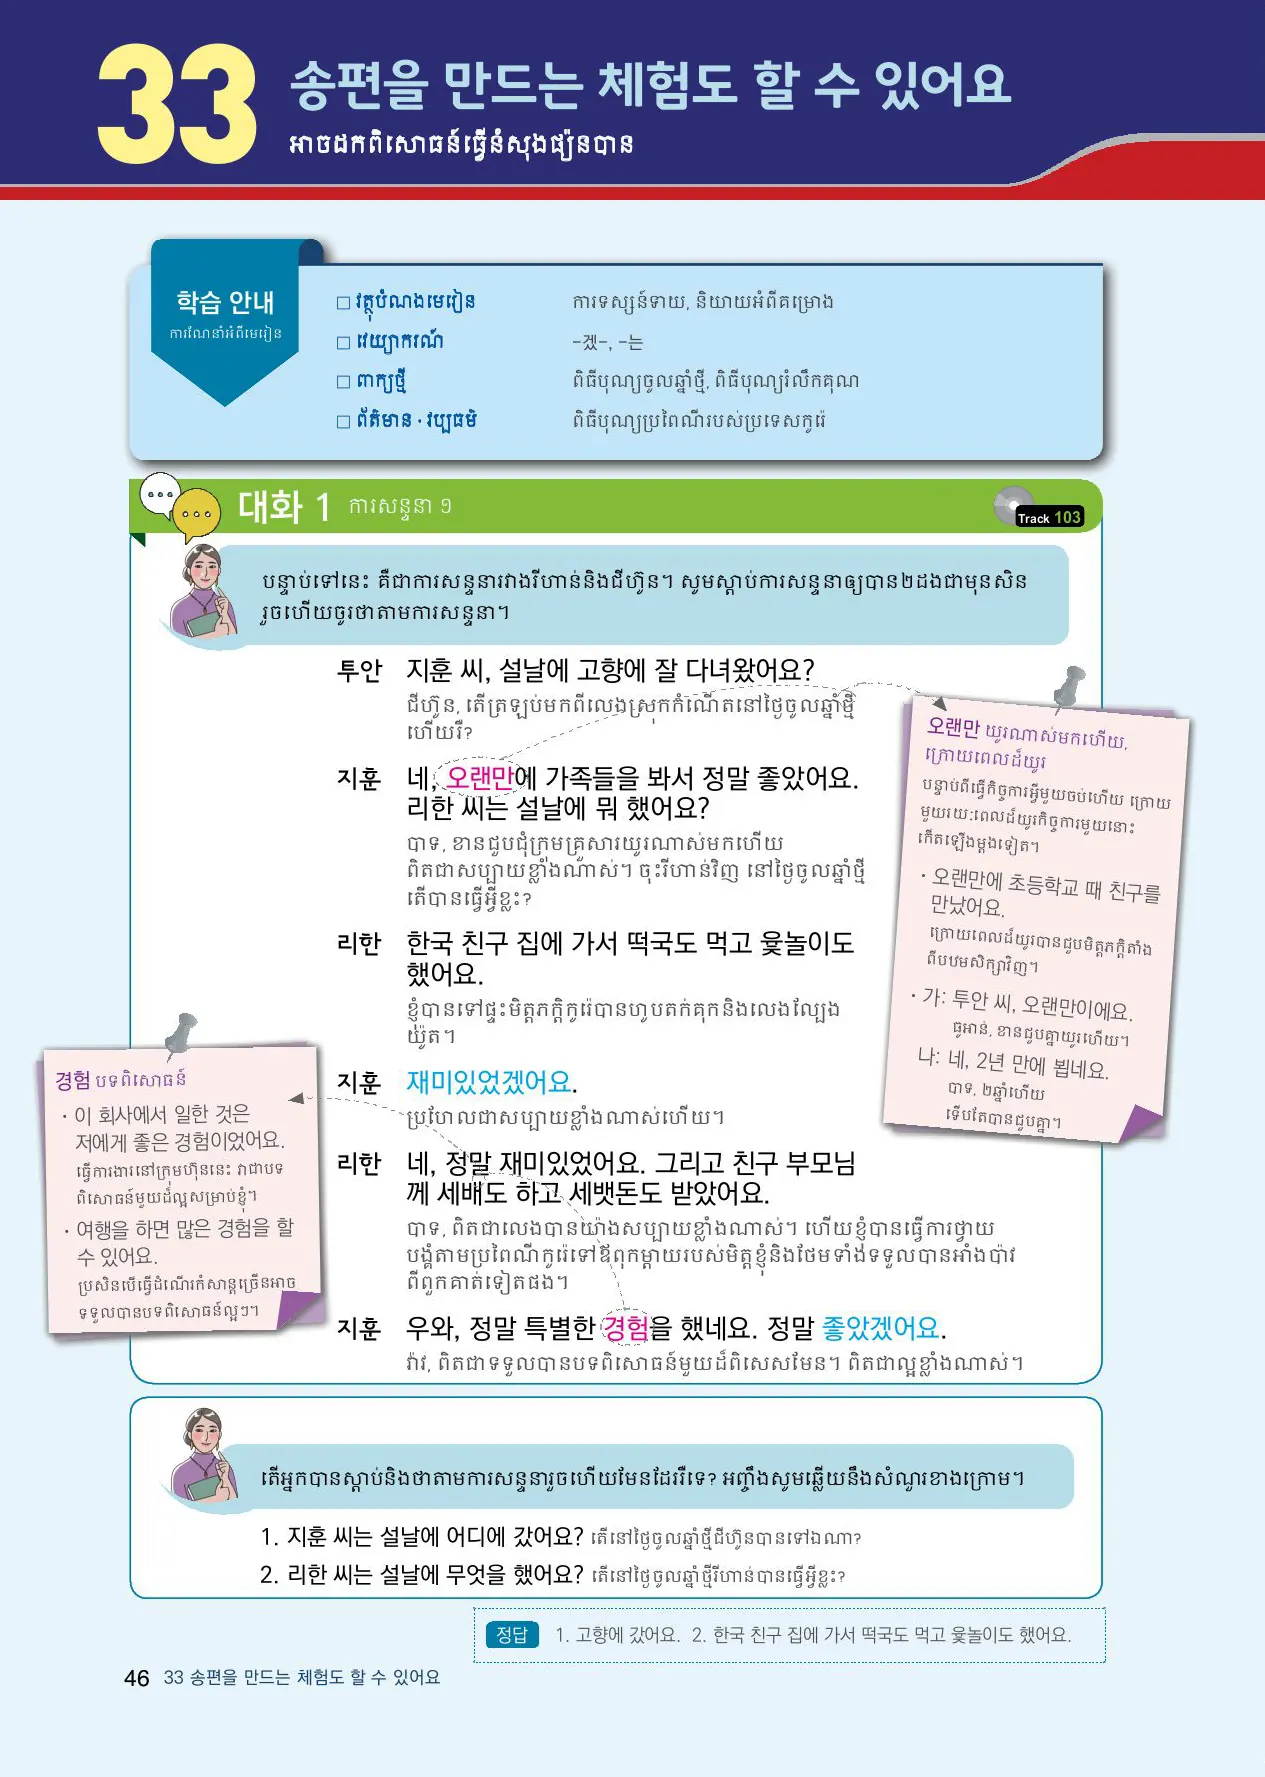 33
송편을 만드는 체험도 할 수 있어요
អាចដកពិសោធន៍ធ្វើនំសុងផ្យ៉នបាន
학습 안내
ការណែនាំអំពីមេរៀន
□ វត្ថុបំណងមេរៀន ការទស្សន៍ទាយ, និយាយអំពីគម្រោង
□ វេយ្យាករណ៍ -겠-, -는
□ ពាក្យថ្មី ពិធីបុណ្យចូលឆ្នាំថ្មី, ពិធីបុណ្យរំលឹកគុណ
□ ព័ត៌មាន · វប្បធម៌ ពិធីបុណ្យប្រពៃណីរបស់ប្រទេសកូរ៉េ
대화 1 ការសន្ទនា ១
Track 103
បន្ទាប់ទៅនេះ គឺជាការសន្ទនារវាងរីហាន់និងជីហ៊ូន។ សូមស្តាប់ការសន្ទនាឲ្យបាន២ដងជាមុនសិន
រួចហើយចូរថាតាមការសន្ទនា។
투안 지훈 씨, 설날에 고향에 잘 다녀왔어요?
ជីហ៊ូន, តើត្រឡប់មកពីលេងស្រុកកំណើតនៅថ្ងៃចូលឆ្នាំថ្មី
ហើយរឺ?
지훈 네, 오랜만에 가족들을 봐서 정말 좋았어요.
리한 씨는 설날에 뭐 했어요?
បាទ, ខានជួបជុំក្រុមគ្រួសារយូរណាស់មកហើយ
ពិតជាសប្បាយខ្លាំងណាស់។ ចុះរីហាន់វិញ នៅថ្ងៃចូលឆ្នាំថ្មី
តើបានធ្វើអ្វីខ្លះ?
리한 한국 친구 집에 가서 떡국도 먹고 윷놀이도
했어요.
ខ្ញុំបានទៅផ្ទះមិត្តភក្តិកូរ៉េបានហូបតក់គុកនិងលេងល្បែង
យ៉ូត។
지훈 재미있었겠어요.
ប្រហែលជាសប្បាយខ្លាំងណាស់ហើយ។
리한 네, 정말 재미있었어요. 그리고 친구 부모님
께 세배도 하고 세뱃돈도 받았어요.
បាទ, ពិតជាលេងបានយ៉ាងសប្បាយខ្លាំងណាស់។ ហើយខ្ញុំបានធ្វើការថ្វាយ
បង្គំតាមប្រពៃណីកូរ៉េទៅឪពុកម្តាយរបស់មិត្តខ្ញុំនិងថែមទាំងទទួលបានអាំងប៉ាវ
ពីពួកគាត់ទៀតផង។
지훈 우와, 정말 특별한 경험을 했네요. 정말 좋았겠어요.
វ៉ាវ, ពិតជាទទួលបានបទពិសោធន៍មួយដ៏ពិសេសមែន។ ពិតជាល្អខ្លាំងណាស់។
오랜만 យូរណាស់មកហើយ,
ក្រោយពេលដ៏យូរ
បន្ទាប់ពីធ្វើកិច្ចការអ្វីមួយចប់ហើយ ក្រោយ
មួយរយៈពេលដ៏យូរកិច្ចការមួយនោះ
កើតឡើងម្តងទៀត។
· 오랜만에 초등학교 때 친구를
만났어요.
ក្រោយពេលដ៏យូរបានជួបមិត្តភក្តិតាំង
ពីបឋមសិក្សាវិញ។
· 가: 투안 씨, 오랜만이에요.
ធូអាន់, ខានជួបគ្នាយូរហើយ។
나: 네, 2년 만에 뵙네요.
បាទ, ២ឆ្នាំហើយ
ទើបតែបានជួបគ្នា។
경험 បទពិសោធន៍
· 이 회사에서 일한 것은
저에게 좋은 경험이었어요.
ធ្វើការងារនៅក្រុមហ៊ុននេះ វាជាបទ
ពិសោធន៍មួយដ៏ល្អសម្រាប់ខ្ញុំ។
· 여행을 하면 많은 경험을 할
수 있어요.
ប្រសិនបើធ្វើដំណើរកំសាន្តច្រើនអាច
ទទួលបានបទពិសោធន៍ល្អៗ។
តើអ្នកបានស្តាប់និងថាតាមការសន្ទនារួចហើយមែនដែររឺទេ? អញ្ចឹងសូមឆ្លើយនឹងសំណួរខាងក្រោម។
1. 지훈 씨는 설날에 어디에 갔어요? តើនៅថ្ងៃចូលឆ្នាំថ្មីជីហ៊ូនបានទៅឯណា?
2. 리한 씨는 설날에 무엇을 했어요? តើនៅថ្ងៃចូលឆ្នាំថ្មីរីហាន់បានធ្វើអ្វីខ្លះ?
정답 1. 고향에 갔어요. 2. 한국 친구 집에 가서 떡국도 먹고 윷놀이도 했어요.
46 33 송편을 만드는 체험도 할 수 있어요